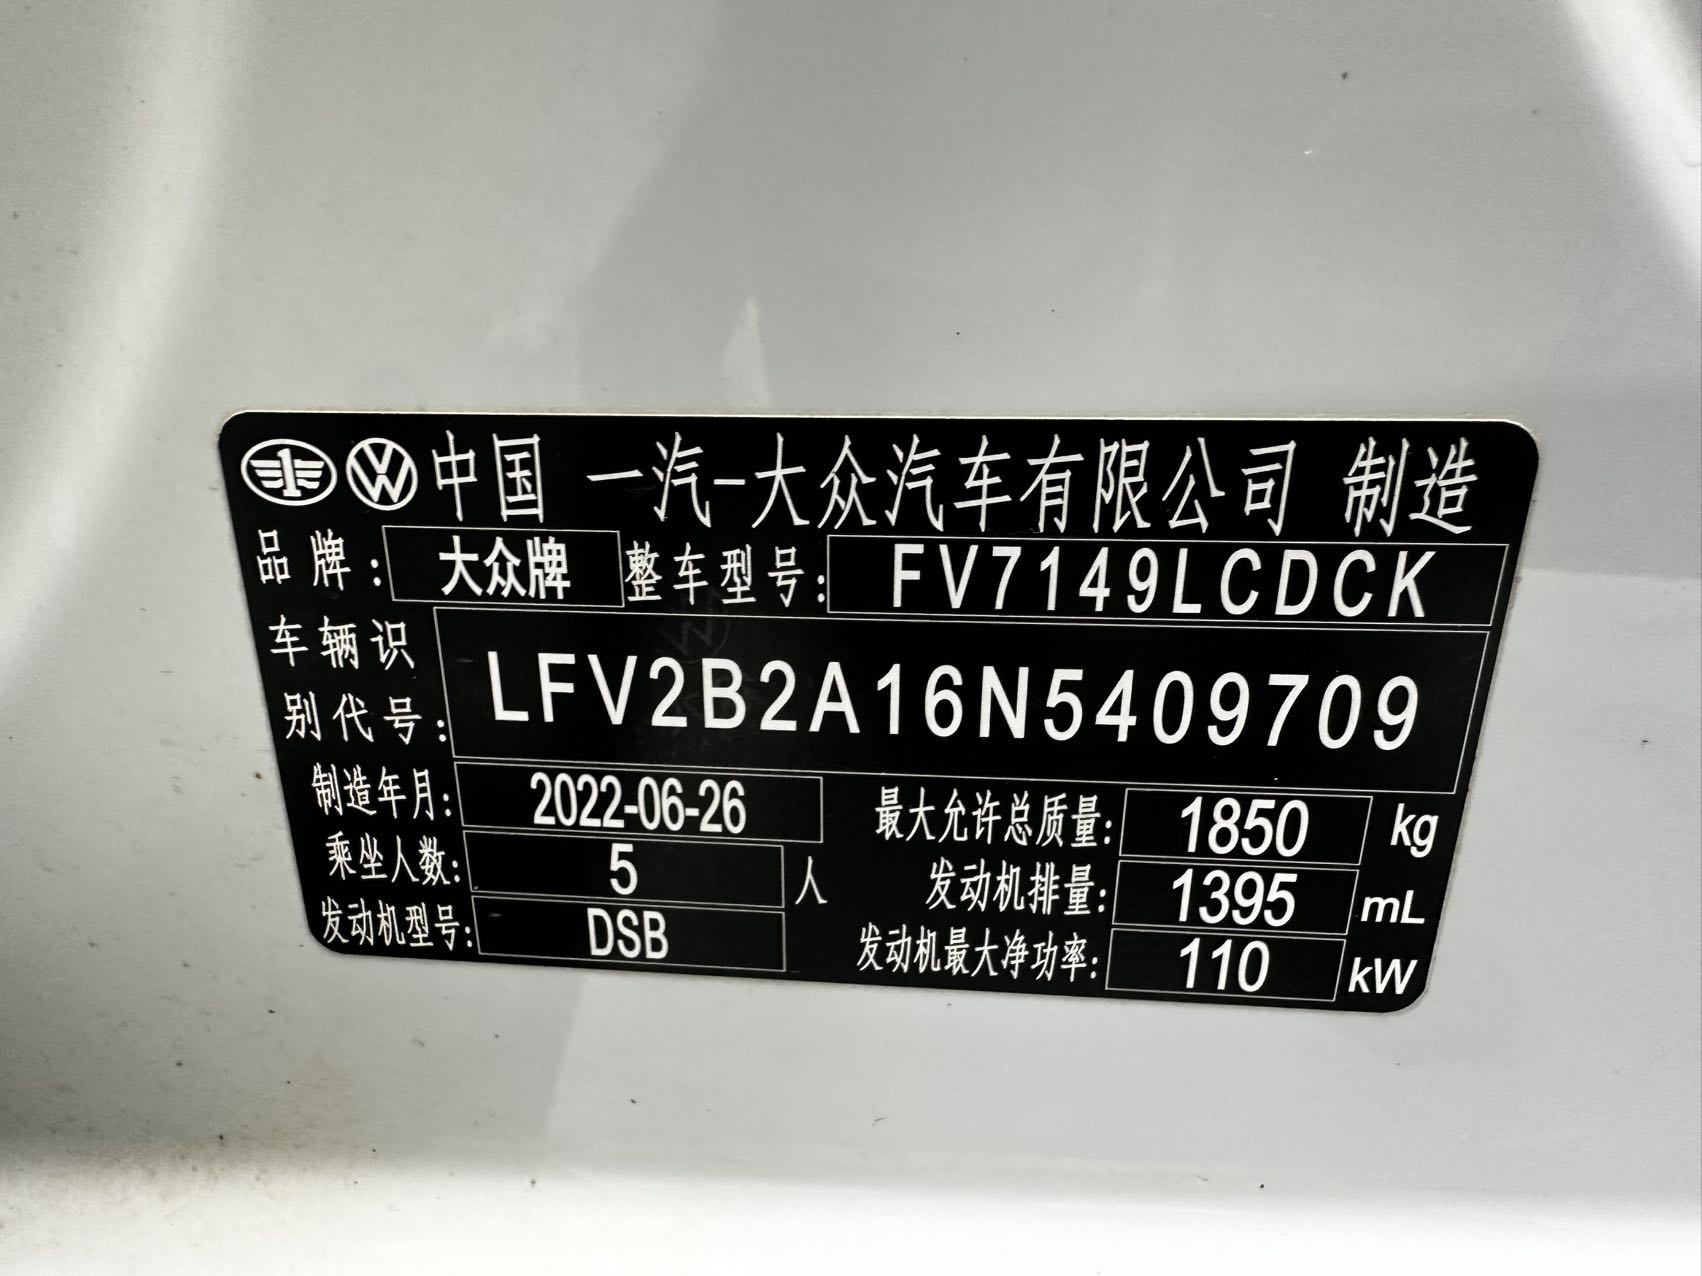 中国 一汽-大众汽车有限公司 制造
品牌: 大众牌 整车型号: FV7149LCDCK
车辆识
别代号: LFV2B2A16N5409709
制造年月: 2022-06-26 最大允许总质量: 1850 kg
乘坐人数: 5 人 发动机排量: 1395 mL
发动机型号: DSB 发动机最大净功率: 110 kW